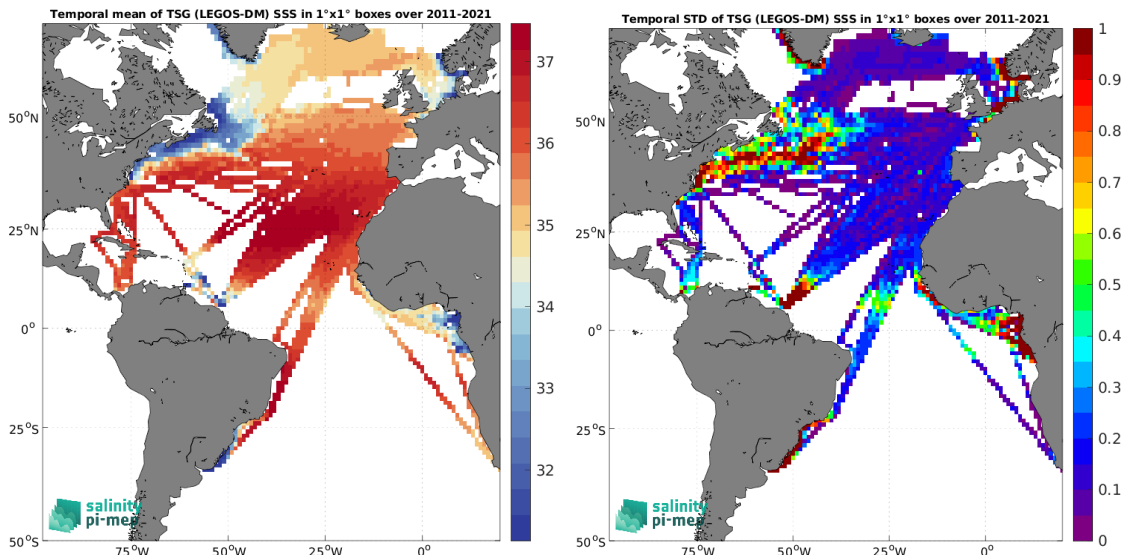 Temporal mean of TSG (LEGOS-DM) SSS in 1°x1° boxes over 2011-2021
50°N
25°N
0°
25°S
50°S
75°W
50°W
25°W
0°
37
36
35
34
33
32
salinity
pi-mep
Temporal STD of TSG (LEGOS-DM) SSS in 1°x1° boxes over 2011-2021
50°N
25°N
0°
25°S
50°S
75°W
50°W
25°W
0°
1
0.9
0.8
0.7
0.6
0.5
0.4
0.3
0.2
0.1
0
salinity
pi-mep